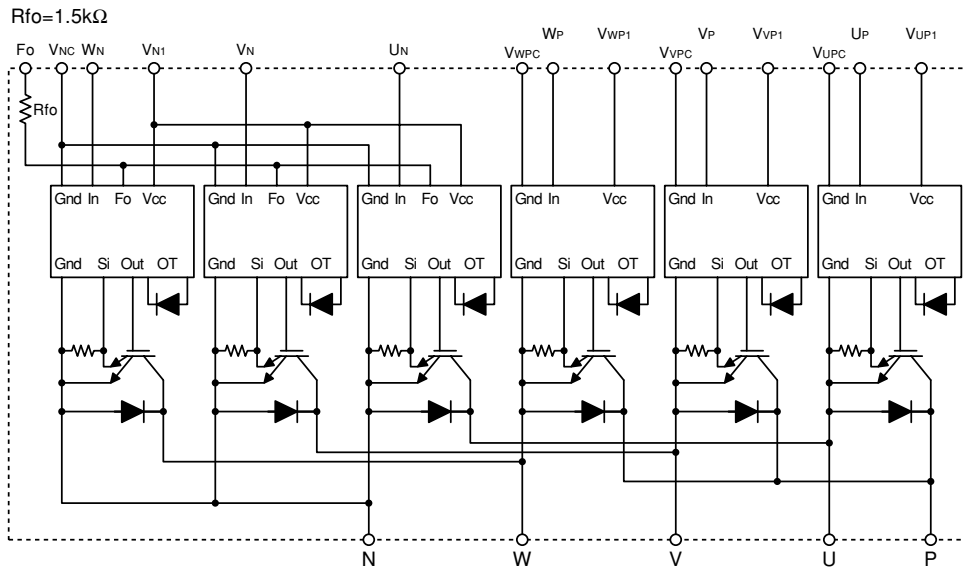 Rfo=1.5kΩ
WP VWP1 VP VVP1 UP VUP1
Fo VNC WN VN1 VN UN VWPC VVPC VUPC
Rfo
Gnd In Fo Vcc Gnd In Fo Vcc Gnd In Fo Vcc Gnd In Vcc Gnd In Vcc Gnd In Vcc
Gnd Si Out OT Gnd Si Out OT Gnd Si Out OT Gnd Si Out OT Gnd Si Out OT Gnd Si Out OT
N W V U P